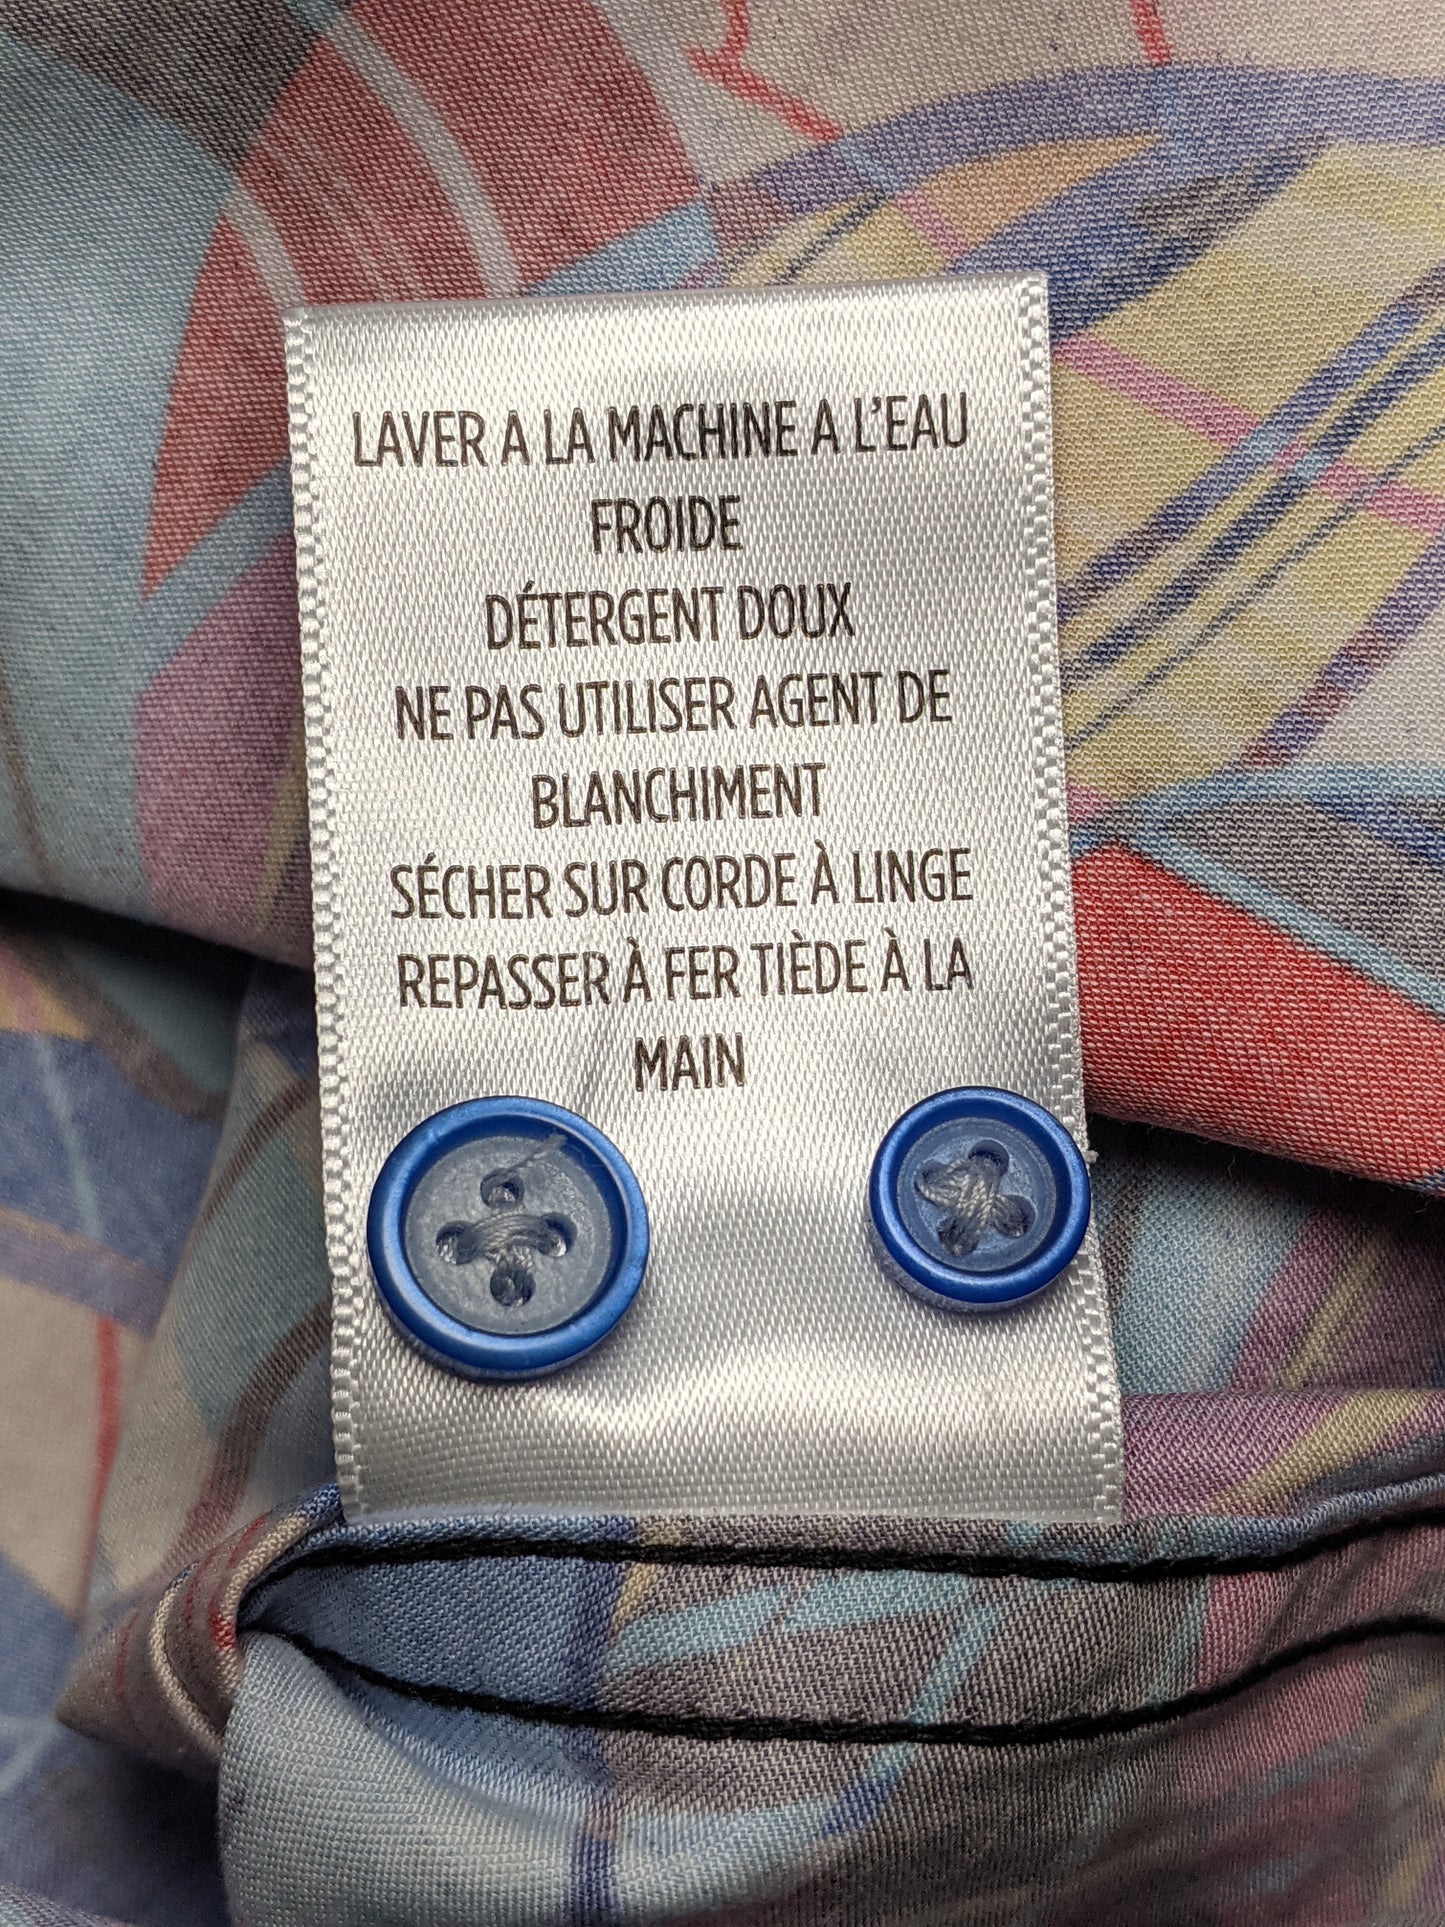 LAVER A LA MACHINE A L'EAU
FROIDE
DÉTERGENT DOUX
NE PAS UTILISER AGENT DE
BLANCHIMENT
SÉCHER SUR CORDE À LINGE
REPASSER À FER TIÈDE À LA
MAIN